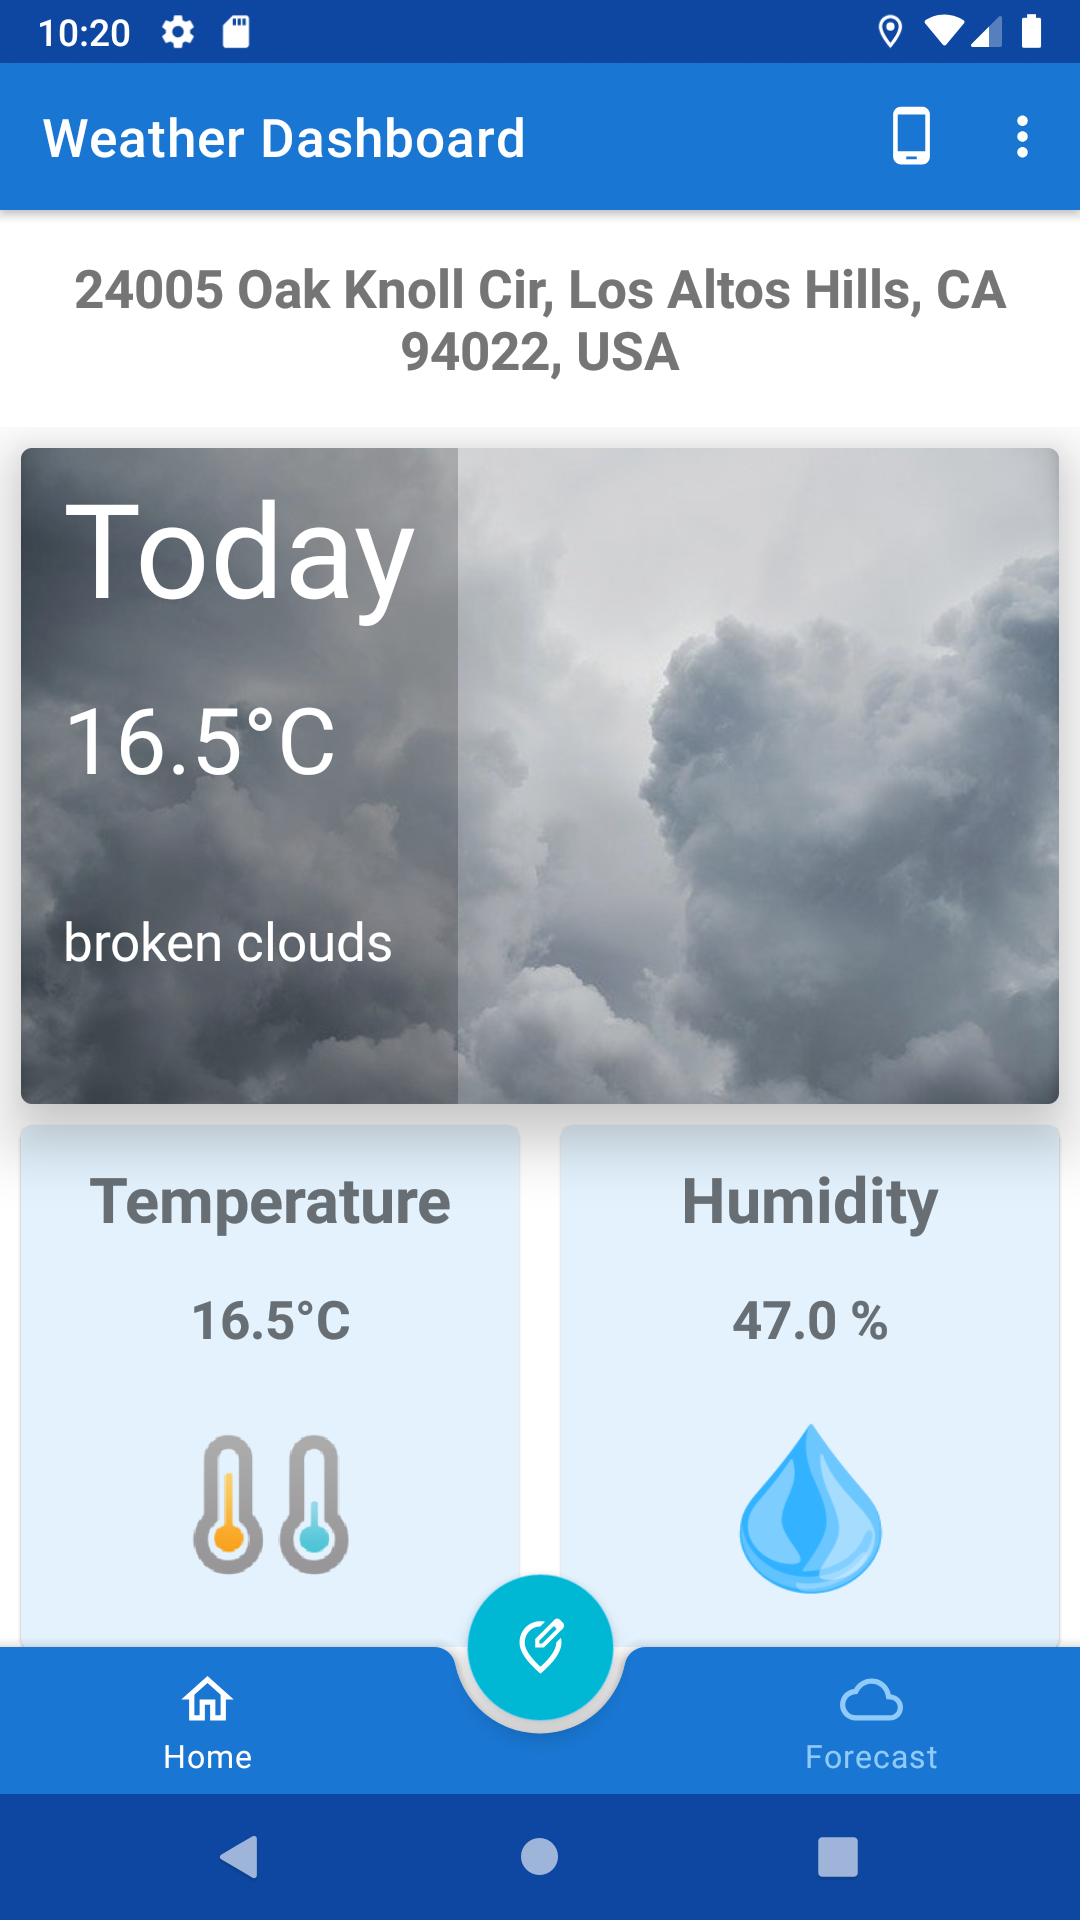 10:20
Weather Dashboard
24005 Oak Knoll Cir, Los Altos Hills, CA
94022, USA
Today
16.5°C
broken clouds
Temperature
Humidity
16.5°C
47.0 %
Home
Forecast